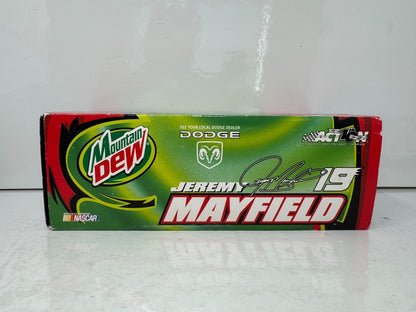 Mountain
DEW
SEE YOUR LOCAL DODGE DEALER
DODGE
ACTION
JEREMY
19
MAYFIELD
NASCAR